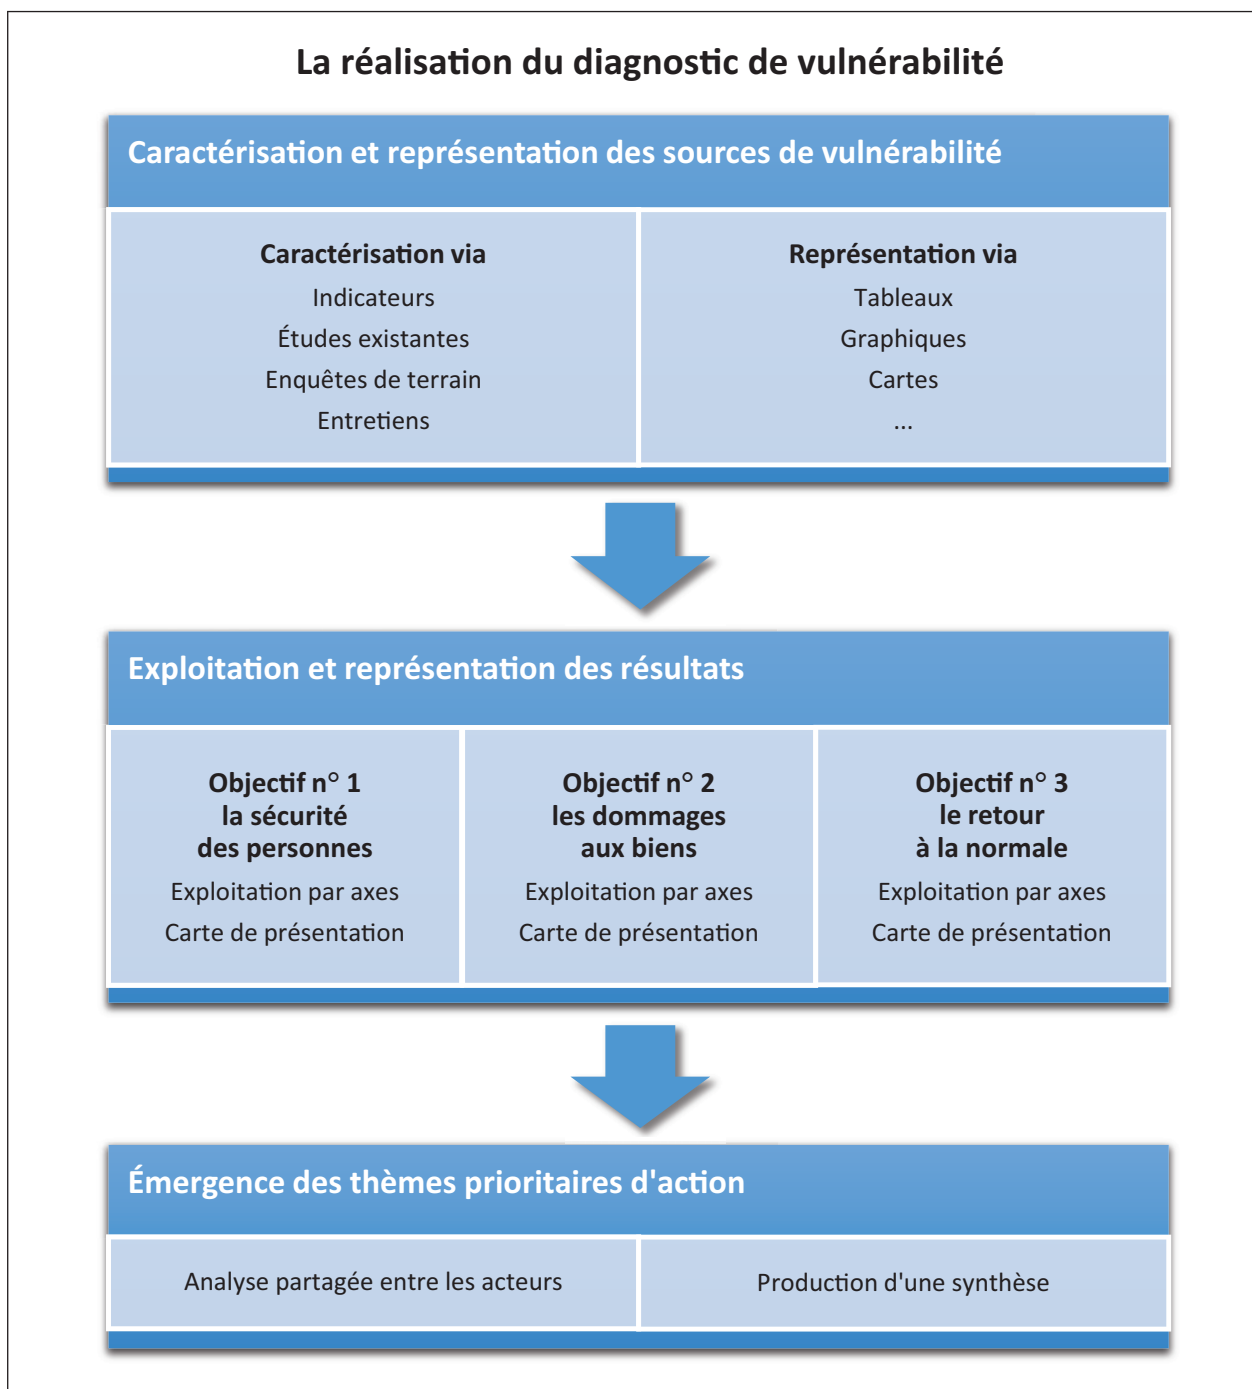 La réalisation du diagnostic de vulnérabilité
Caractérisation et représentation des sources de vulnérabilité
Caractérisation via
Indicateurs
Études existantes
Enquêtes de terrain
Entretiens
Représentation via
Tableaux
Graphiques
Cartes
...
Exploitation et représentation des résultats
Objectif n° 1
la sécurité
des personnes
Exploitation par axes
Carte de présentation
Objectif n° 2
les dommages
aux biens
Exploitation par axes
Carte de présentation
Objectif n° 3
le retour
à la normale
Exploitation par axes
Carte de présentation
Émergence des thèmes prioritaires d'action
Analyse partagée entre les acteurs
Production d'une synthèse